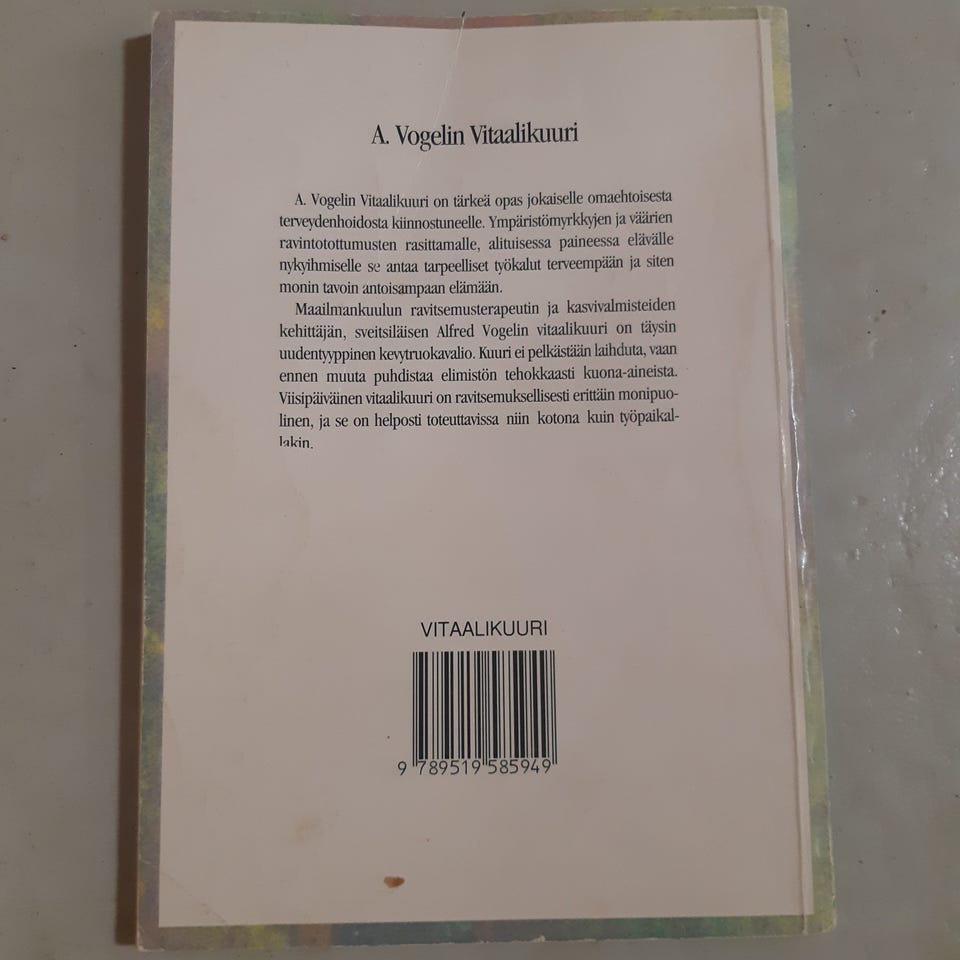 A. Vogelin Vitaalikuuri
A. Vogelin Vitaalikuuri on tärkeä opas jokaiselle omaehtoisesta
terveydenhoidosta kiinnostuneelle. Ympäristömyrkkyjen ja väärien
ravintotottumusten rasittamalle, alituisessa paineessa elävälle
nykyihmiselle se antaa tarpeelliset työkalut terveempään ja siten
monin tavoin antoisampaan elämään.
Maailmankuulun ravitsemusterapeutin ja kasvivalmisteiden
kehittäjän, sveitsiläisen Alfred Vogelin vitaalikuuri on täysin
uudentyyppinen kevytruokavalio. Kuuri ei pelkästään laihduta, vaan
ennen muuta puhdistaa elimistön tehokkaasti kuona-aineista.
Viisipäiväinen vitaalikuuri on ravitsemuksellisesti erittäin monipuo-
linen, ja se on helposti toteuttavissa niin kotona kuin työpaikal-
lakin.
VITAALIKUURI
9 789519 585949